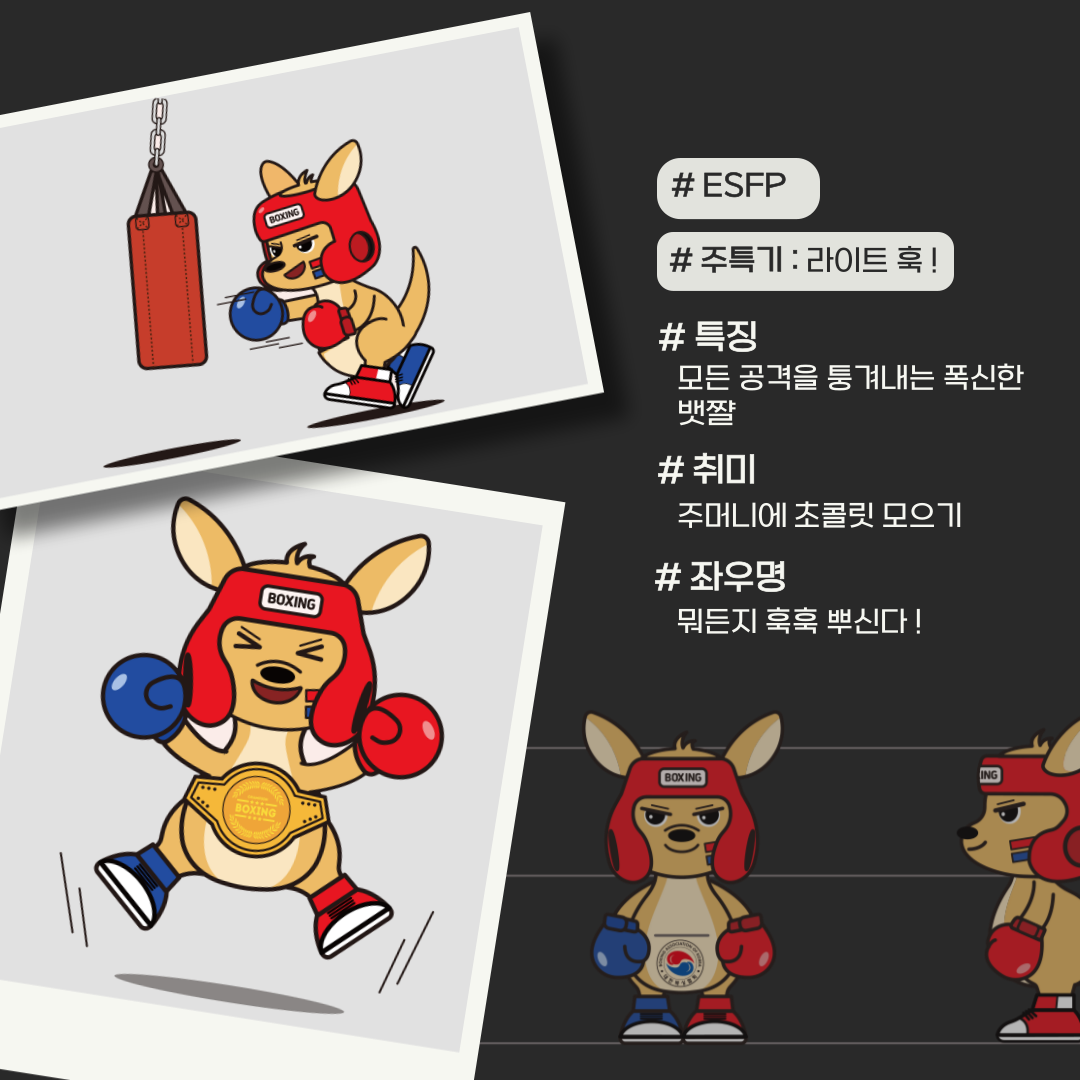 BOXING
# ESFP
# 주특기 : 라이트 훅 !
# 특징
모든 공격을 튕겨내는 폭신한
뱃쨜
# 취미
주머니에 초콜릿 모으기
# 좌우명
뭐든지 훅훅 뿌신다 !
BOXING
BOXING
BOXING
ING